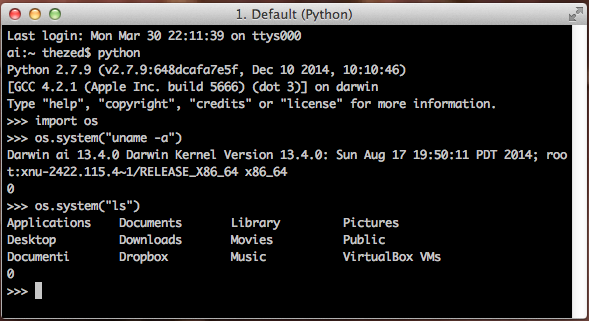 1. Default (Python)
Last login: Mon Mar 30 22:11:39 on ttys000
ai:~ thezed$ python
Python 2.7.9 (v2.7.9:648dcafa7e5f, Dec 10 2014, 10:10:46)
[GCC 4.2.1 (Apple Inc. build 5666) (dot 3)] on darwin
Type "help", "copyright", "credits" or "license" for more information.
>>> import os
>>> os.system("uname -a")
Darwin ai 13.4.0 Darwin Kernel Version 13.4.0: Sun Aug 17 19:50:11 PDT 2014; roo
t:xnu-2422.115.4~1/RELEASE_X86_64 x86_64
0
>>> os.system("ls")
Applications Documents Library Pictures
Desktop Downloads Movies Public
Documenti Dropbox Music VirtualBox VMs
0
>>>